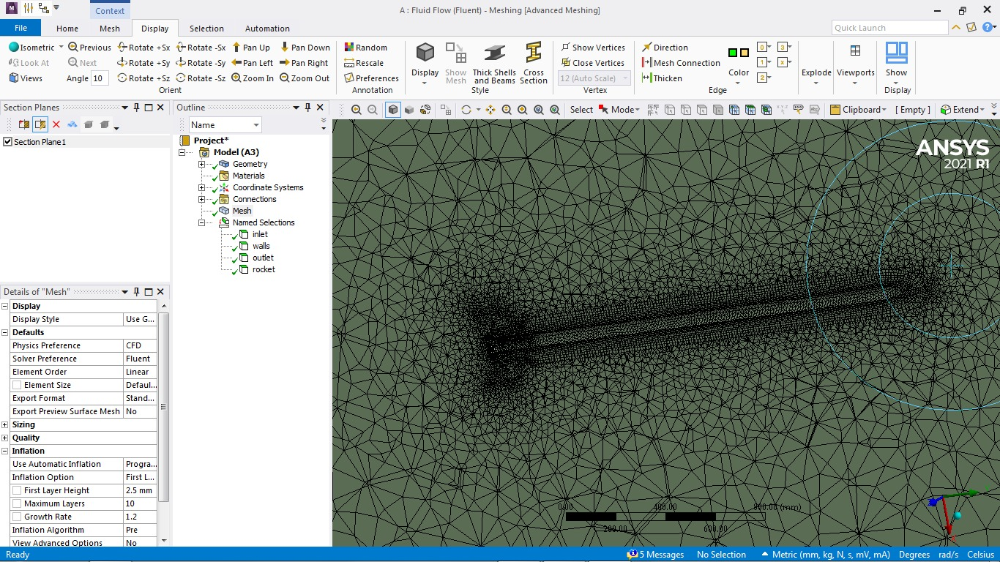 Context
A : Fluid Flow (Fluent) - Meshing [Advanced Meshing]
File Home Mesh Display Selection Automation Quick Launch
Isometric Previous Rotate +Sx Rotate -Sx Pan Up Pan Down
Look At Next Rotate +Sy Rotate -Sy Pan Left Pan Right
Views Angle 10 Rotate +Sz Rotate -Sz Zoom In Zoom Out
Orient
Random
Rescale
Preferences
Annotation
Display
Show Mesh
Thick Shells and Beams
Cross Section
Style
Show Vertices
Close Vertices
12 (Auto Scale)
Vertex
Direction
Mesh Connection
Thicken
Color
0 3
1 x
2
Edge
Explode
Viewports
Show
Display
Section Planes
Section Plane1
Outline
Name
Select Mode Clipboard [ Empty ] Extend
Project*
Model (A3)
Geometry
Materials
Coordinate Systems
Connections
Mesh
Named Selections
inlet
walls
outlet
rocket
ANSYS
2021 R1
Details of "Mesh"
Display
Display Style Use G...
Defaults
Physics Preference CFD
Solver Preference Fluent
Element Order Linear
Element Size Defaul...
Export Format Stand...
Export Preview Surface Mesh No
Sizing
Quality
Inflation
Use Automatic Inflation Progra...
Inflation Option First L...
First Layer Height 2.5 mm
Maximum Layers 10
Growth Rate 1.2
Inflation Algorithm Pre
View Advanced Options No
0.00 400.00 800.00 (mm)
200.00 600.00
Ready 5 Messages No Selection Metric (mm, kg, N, s, mV, mA) Degrees rad/s Celsius